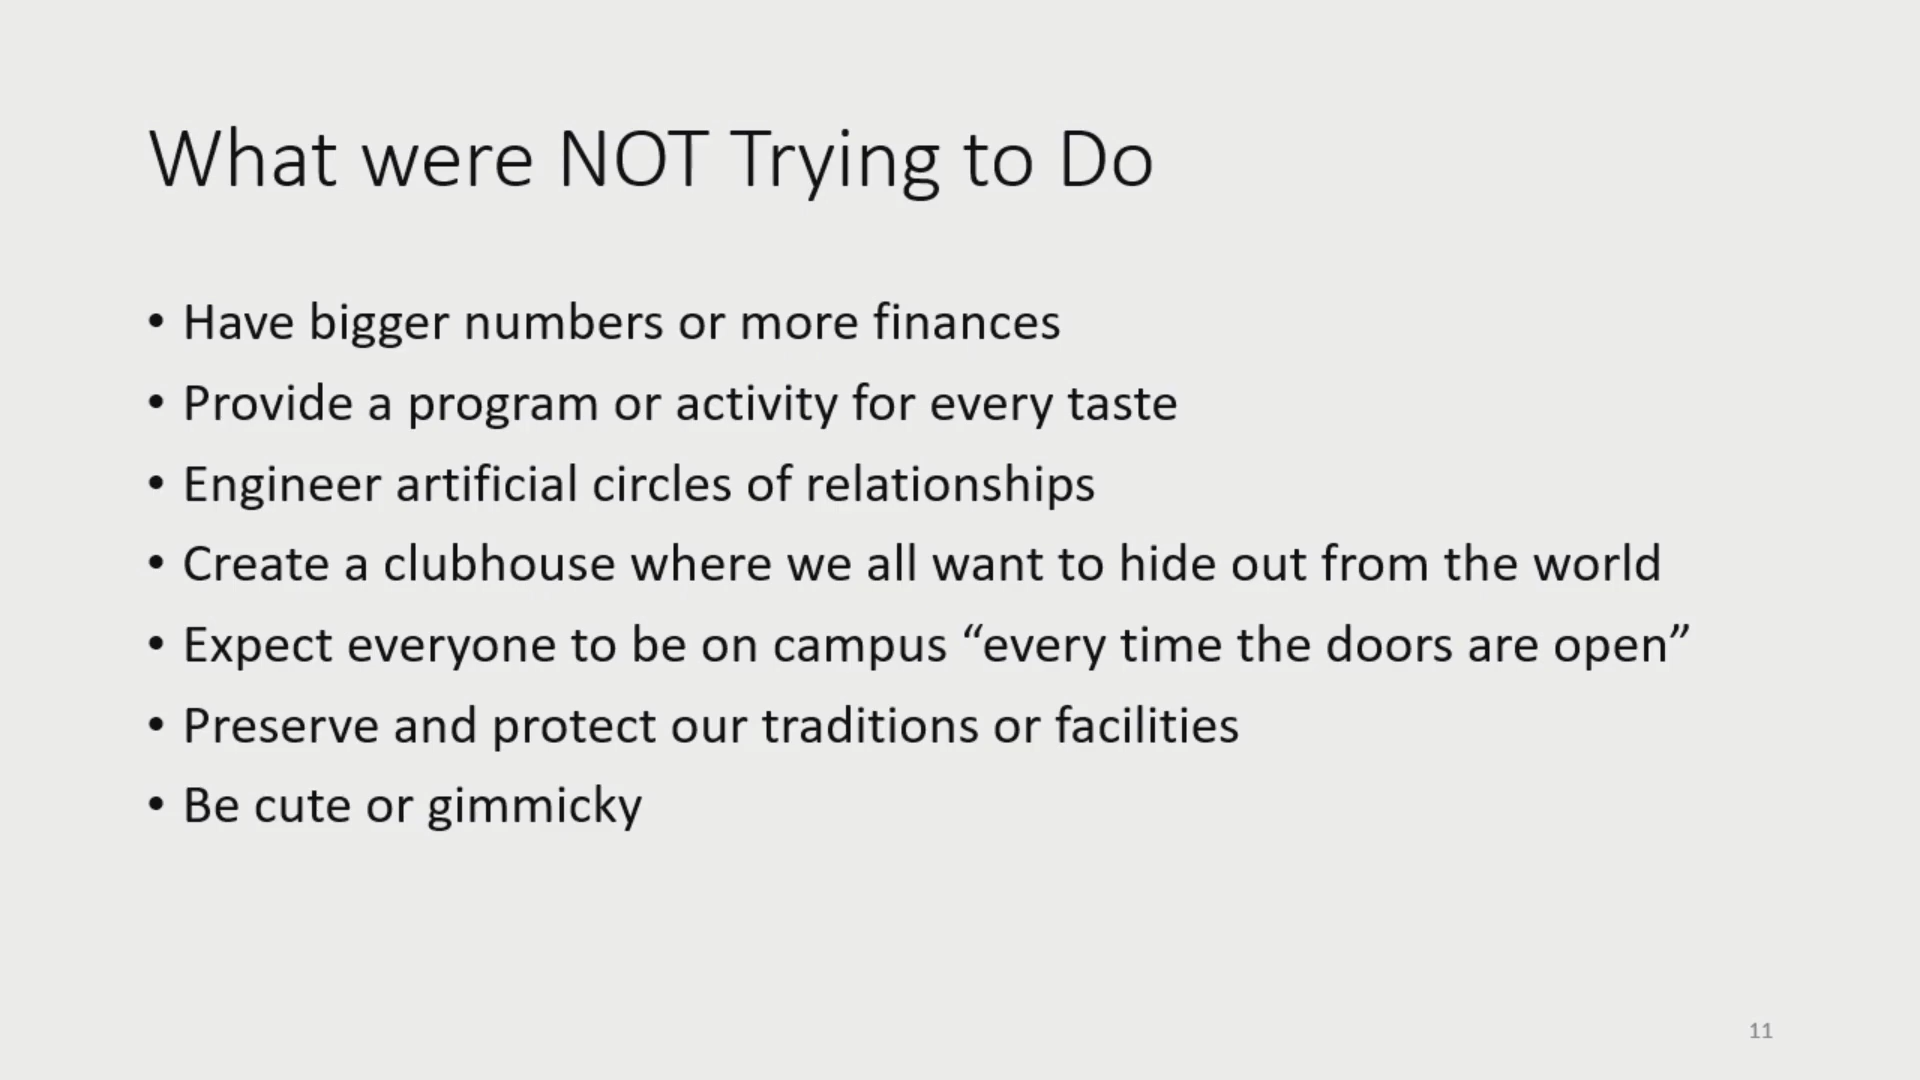 What were NOT Trying to Do
• Have bigger numbers or more finances
• Provide a program or activity for every taste
• Engineer artificial circles of relationships
• Create a clubhouse where we all want to hide out from the world
• Expect everyone to be on campus “every time the doors are open”
• Preserve and protect our traditions or facilities
• Be cute or gimmicky
11